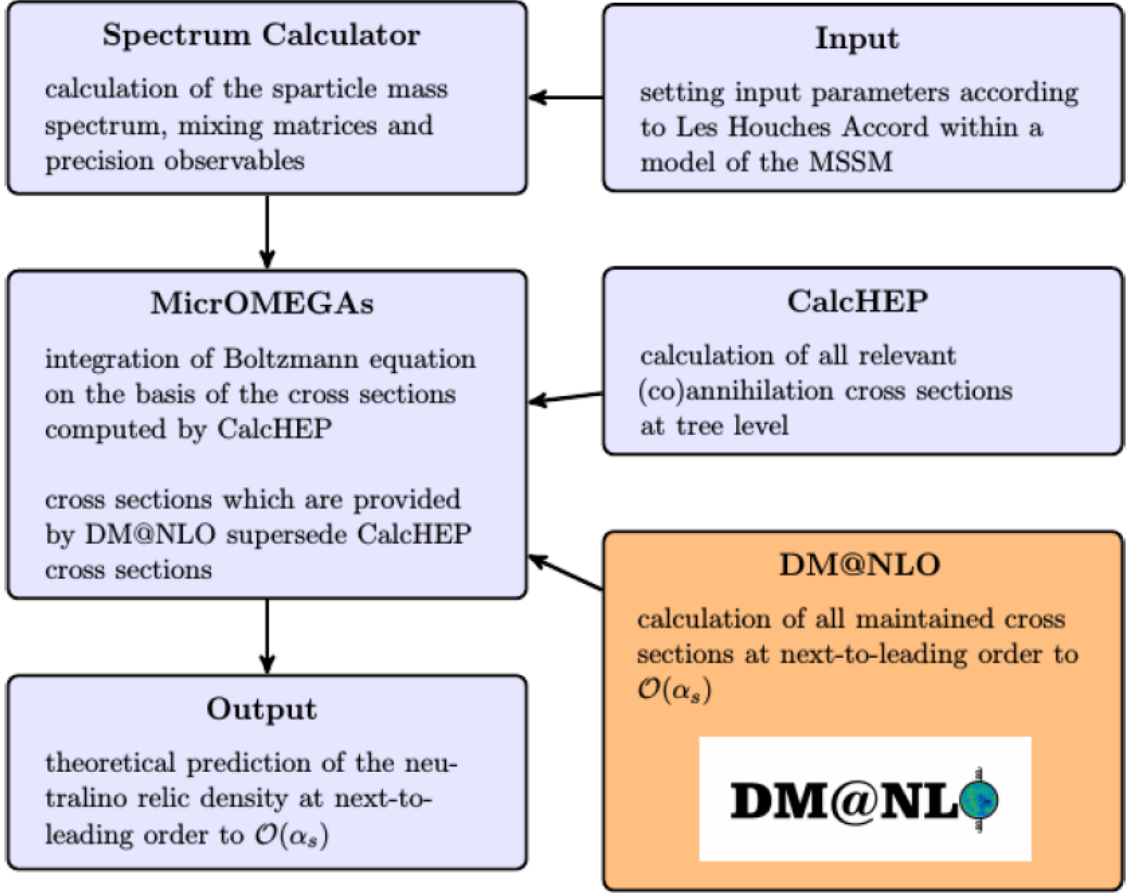 Spectrum Calculator
calculation of the sparticle mass
spectrum, mixing matrices and
precision observables
Input
setting input parameters according
to Les Houches Accord within a
model of the MSSM
MicrOMEGAs
integration of Boltzmann equation
on the basis of the cross sections
computed by CalcHEP
cross sections which are provided
by DM@NLO supersede CalcHEP
cross sections
CalcHEP
calculation of all relevant
(co)annihilation cross sections
at tree level
DM@NLO
calculation of all maintained cross
sections at next-to-leading order to
𝒪(αₛ)
DM@NLO
Output
theoretical prediction of the neu-
tralino relic density at next-to-
leading order to 𝒪(αₛ)